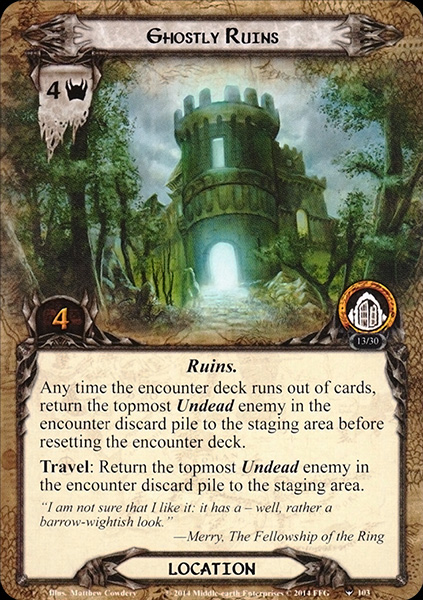 Ghostly Ruins
4
4
13/30
Ruins.
Any time the encounter deck runs out of cards,
return the topmost Undead enemy in the
encounter discard pile to the staging area before
resetting the encounter deck.
Travel: Return the topmost Undead enemy in
the encounter discard pile to the staging area.
“I am not sure that I like it: it has a – well, rather a
barrow-wightish look.”
—Merry, The Fellowship of the Ring
LOCATION
Illus. Matthew Cowdery © 2014 Middle-earth Enterprises © 2014 FFG 103